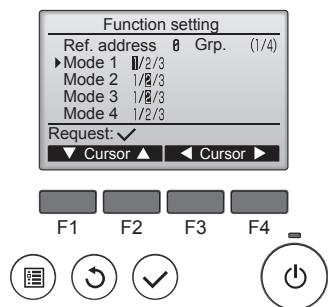 Function setting
Ref. address 0 Grp. (1/4)
Mode 1 1/2/3
Mode 2 1/2/3
Mode 3 1/2/3
Mode 4 1/2/3
Request: ✓
▼ Cursor ▲ ◀ Cursor ▶
F1 F2 F3 F4